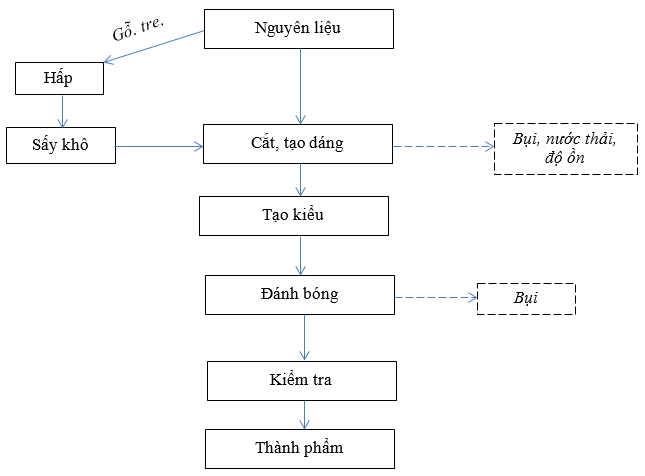 Nguyên liệu
Gỗ. tre.
Hấp
Sấy khô
Cắt, tạo dáng
Bụi, nước thải,
độ ồn
Tạo kiểu
Đánh bóng
Bụi
Kiểm tra
Thành phẩm